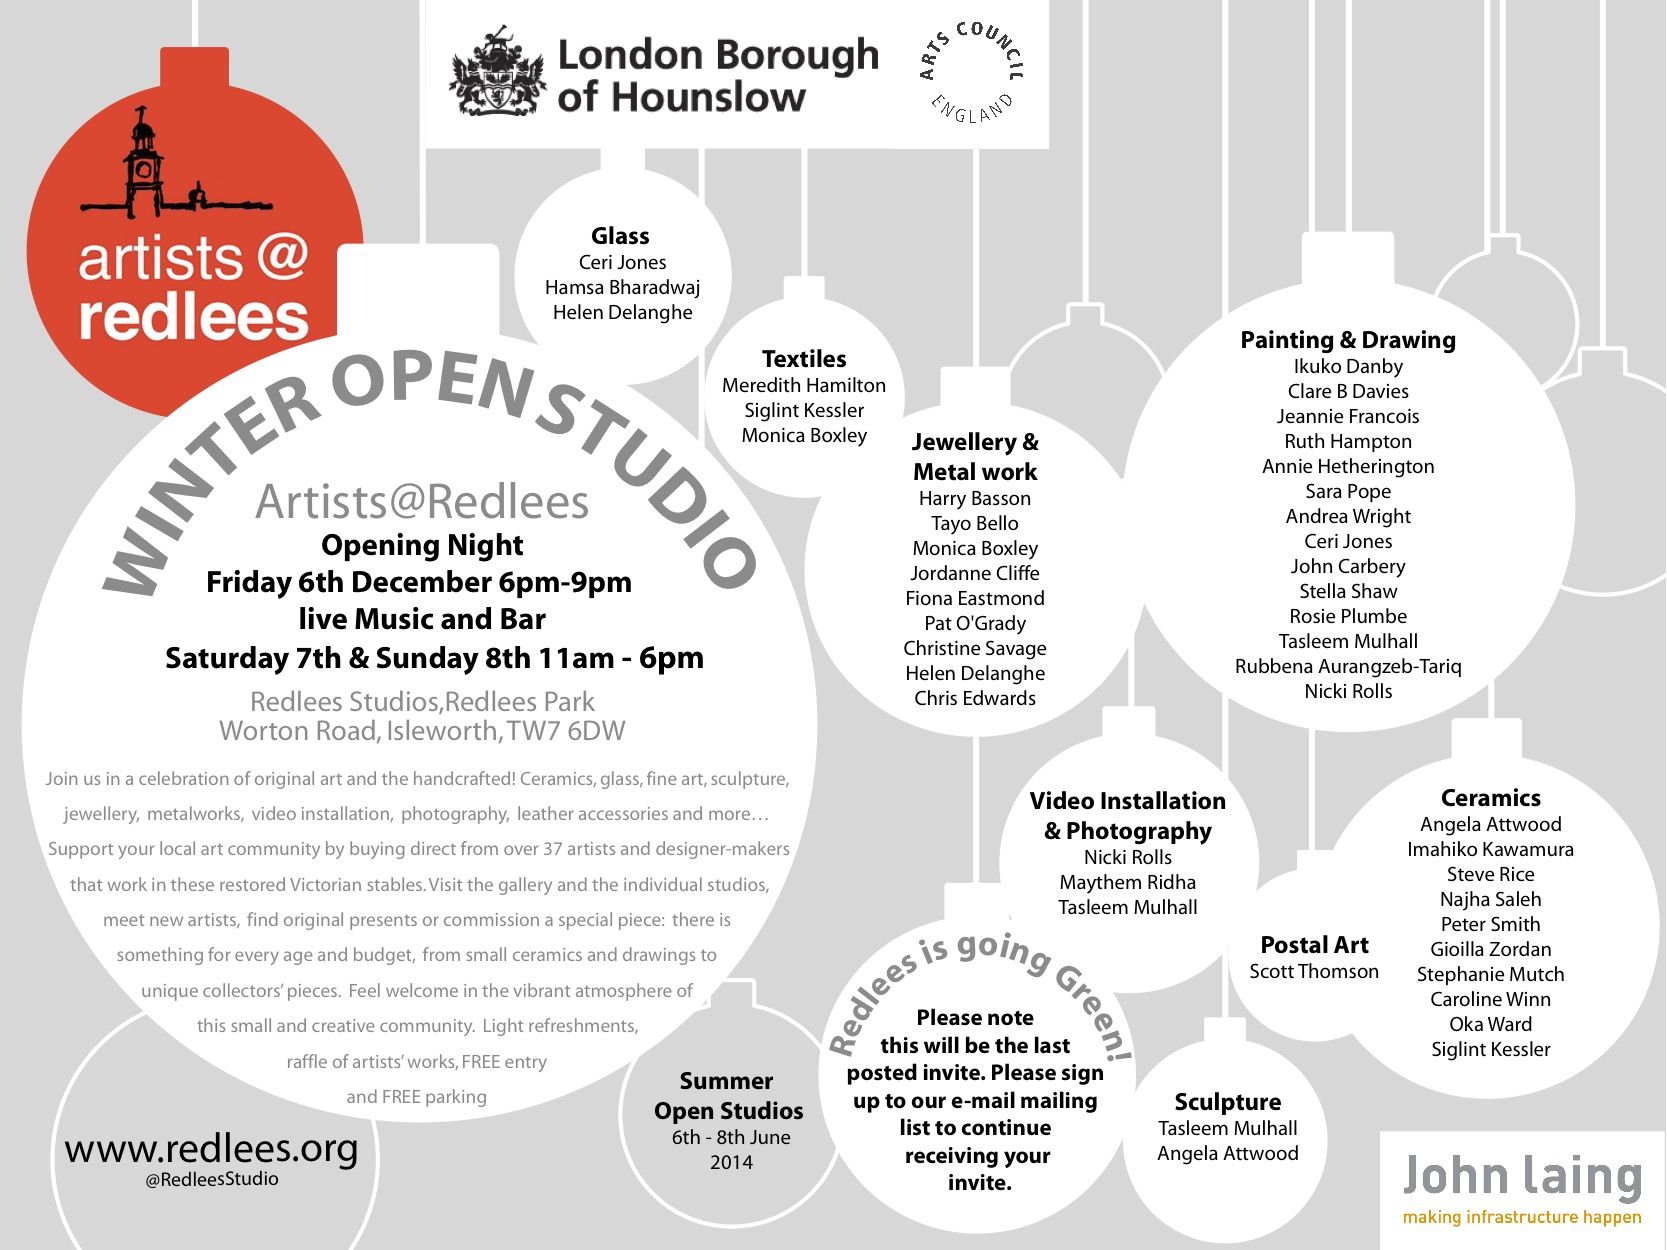 London Borough
of Hounslow
ARTS COUNCIL
ENGLAND
artists @
redlees
WINTER OPEN STUDIO
Artists@Redlees
Opening Night
Friday 6th December 6pm-9pm
live Music and Bar
Saturday 7th & Sunday 8th 11am - 6pm
Redlees Studios,Redlees Park
Worton Road, Isleworth, TW7 6DW
Join us in a celebration of original art and the handcrafted! Ceramics, glass, fine art, sculpture,
jewellery, metalworks, video installation, photography, leather accessories and more…
Support your local art community by buying direct from over 37 artists and designer-makers
that work in these restored Victorian stables. Visit the gallery and the individual studios,
meet new artists, find original presents or commission a special piece: there is
something for every age and budget, from small ceramics and drawings to
unique collectors' pieces. Feel welcome in the vibrant atmosphere of
this small and creative community. Light refreshments,
raffle of artists' works, FREE entry
and FREE parking
www.redlees.org
@RedleesStudio
Glass
Ceri Jones
Hamsa Bharadwaj
Helen Delanghe
Textiles
Meredith Hamilton
Siglint Kessler
Monica Boxley
Jewellery &
Metal work
Harry Basson
Tayo Bello
Monica Boxley
Jordanne Cliffe
Fiona Eastmond
Pat O'Grady
Christine Savage
Helen Delanghe
Chris Edwards
Painting & Drawing
Ikuko Danby
Clare B Davies
Jeannie Francois
Ruth Hampton
Annie Hetherington
Sara Pope
Andrea Wright
Ceri Jones
John Carbery
Stella Shaw
Rosie Plumbe
Tasleem Mulhall
Rubbena Aurangzeb-Tariq
Nicki Rolls
Video Installation
& Photography
Nicki Rolls
Maythem Ridha
Tasleem Mulhall
Ceramics
Angela Attwood
Imahiko Kawamura
Steve Rice
Najha Saleh
Peter Smith
Gioilla Zordan
Stephanie Mutch
Caroline Winn
Oka Ward
Siglint Kessler
Postal Art
Scott Thomson
Summer
Open Studios
6th - 8th June
2014
Redlees is going Green!
Please note
this will be the last
posted invite. Please sign
up to our e-mail mailing
list to continue
receiving your
invite.
Sculpture
Tasleem Mulhall
Angela Attwood
John laing
making infrastructure happen